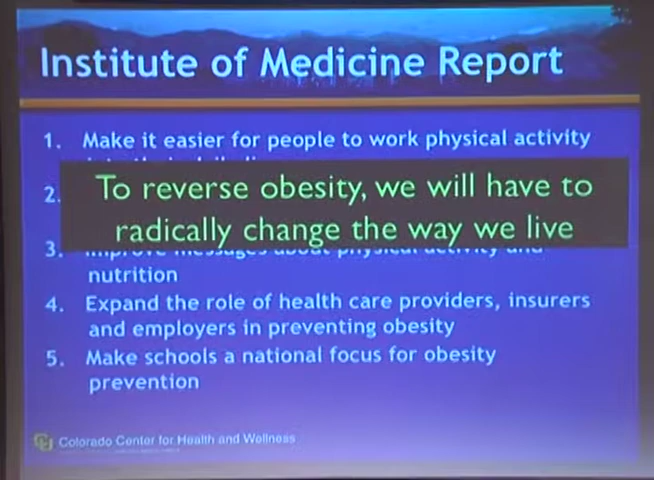 Institute of Medicine Report
1. Make it easier for people to work physical activity
2.
To reverse obesity, we will have to
radically change the way we live
3. Improve messages about physical activity and
nutrition
4. Expand the role of health care providers, insurers
and employers in preventing obesity
5. Make schools a national focus for obesity
prevention
CU Colorado Center for Health and Wellness